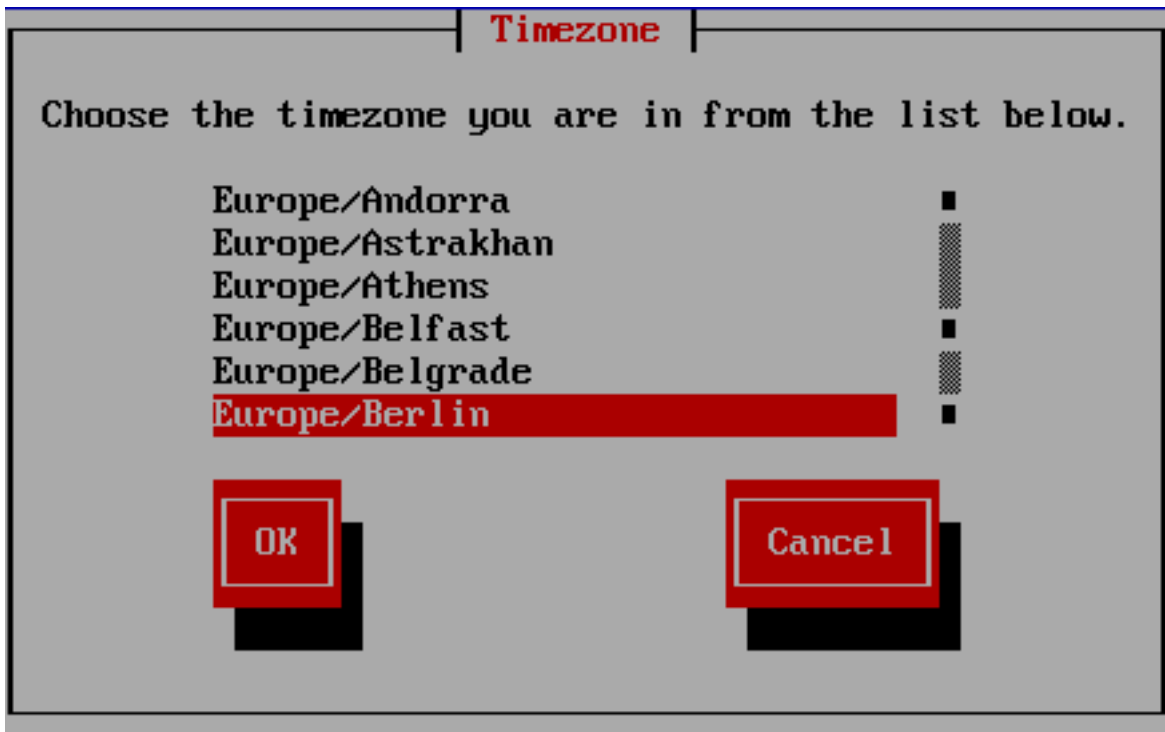 Timezone
Choose the timezone you are in from the list below.
Europe/Andorra
Europe/Astrakhan
Europe/Athens
Europe/Belfast
Europe/Belgrade
Europe/Berlin
OK Cancel